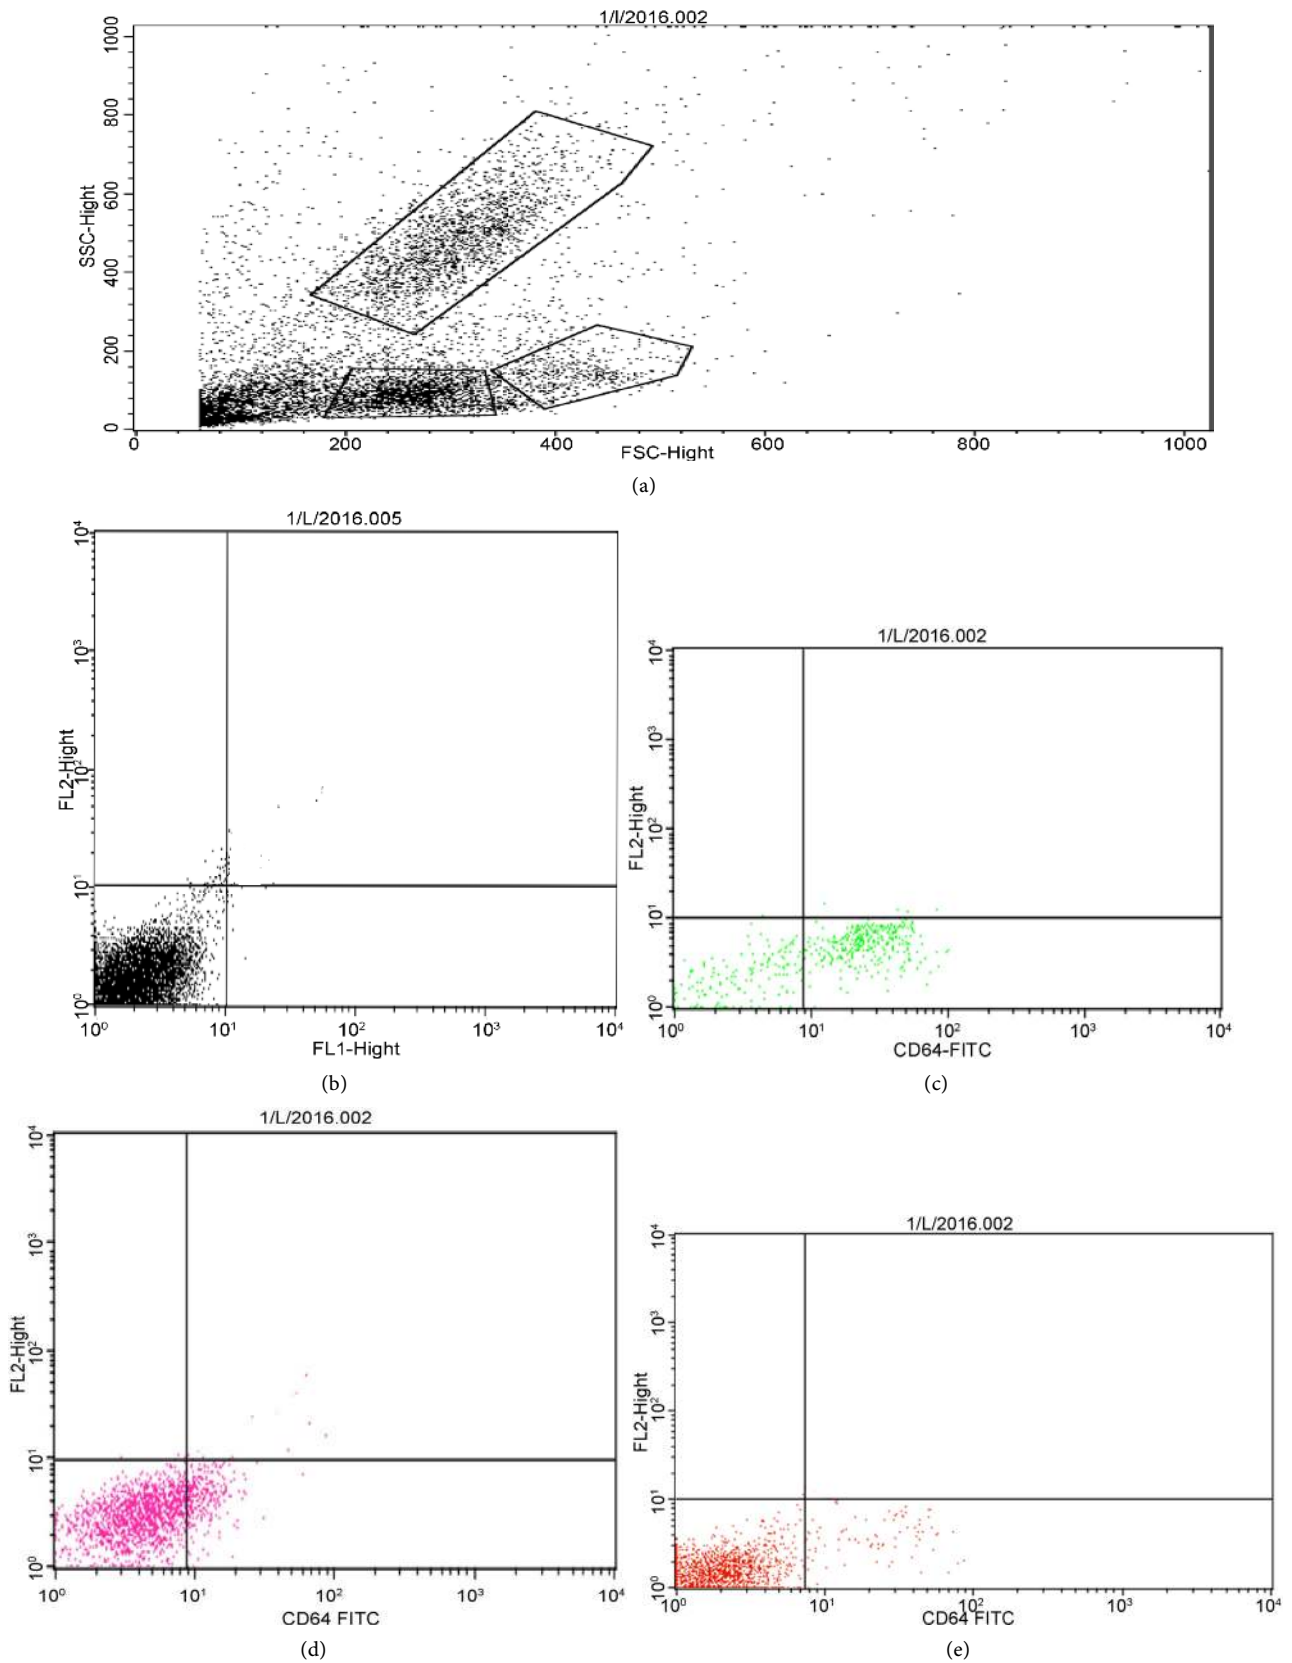 1/I/2016.002
1000
800
600
400
200
0
SSC-Hight
0 200 400 600 800 1000
FSC-Hight
(a)
1/L/2016.005
10⁴
10³
10²
10¹
10⁰
FL2-Hight
10⁰ 10¹ 10² 10³ 10⁴
FL1-Hight
(b)
1/L/2016.002
10⁴
10³
10²
10¹
10⁰
FL2-Hight
10⁰ 10¹ 10² 10³ 10⁴
CD64-FITC
(c)
1/L/2016.002
10⁴
10³
10²
10¹
10⁰
FL2-Hight
10⁰ 10¹ 10² 10³ 10⁴
CD64 FITC
(d)
1/L/2016.002
10⁴
10³
10²
10¹
10⁰
FL2-Hight
10⁰ 10¹ 10² 10³ 10⁴
CD64 FITC
(e)